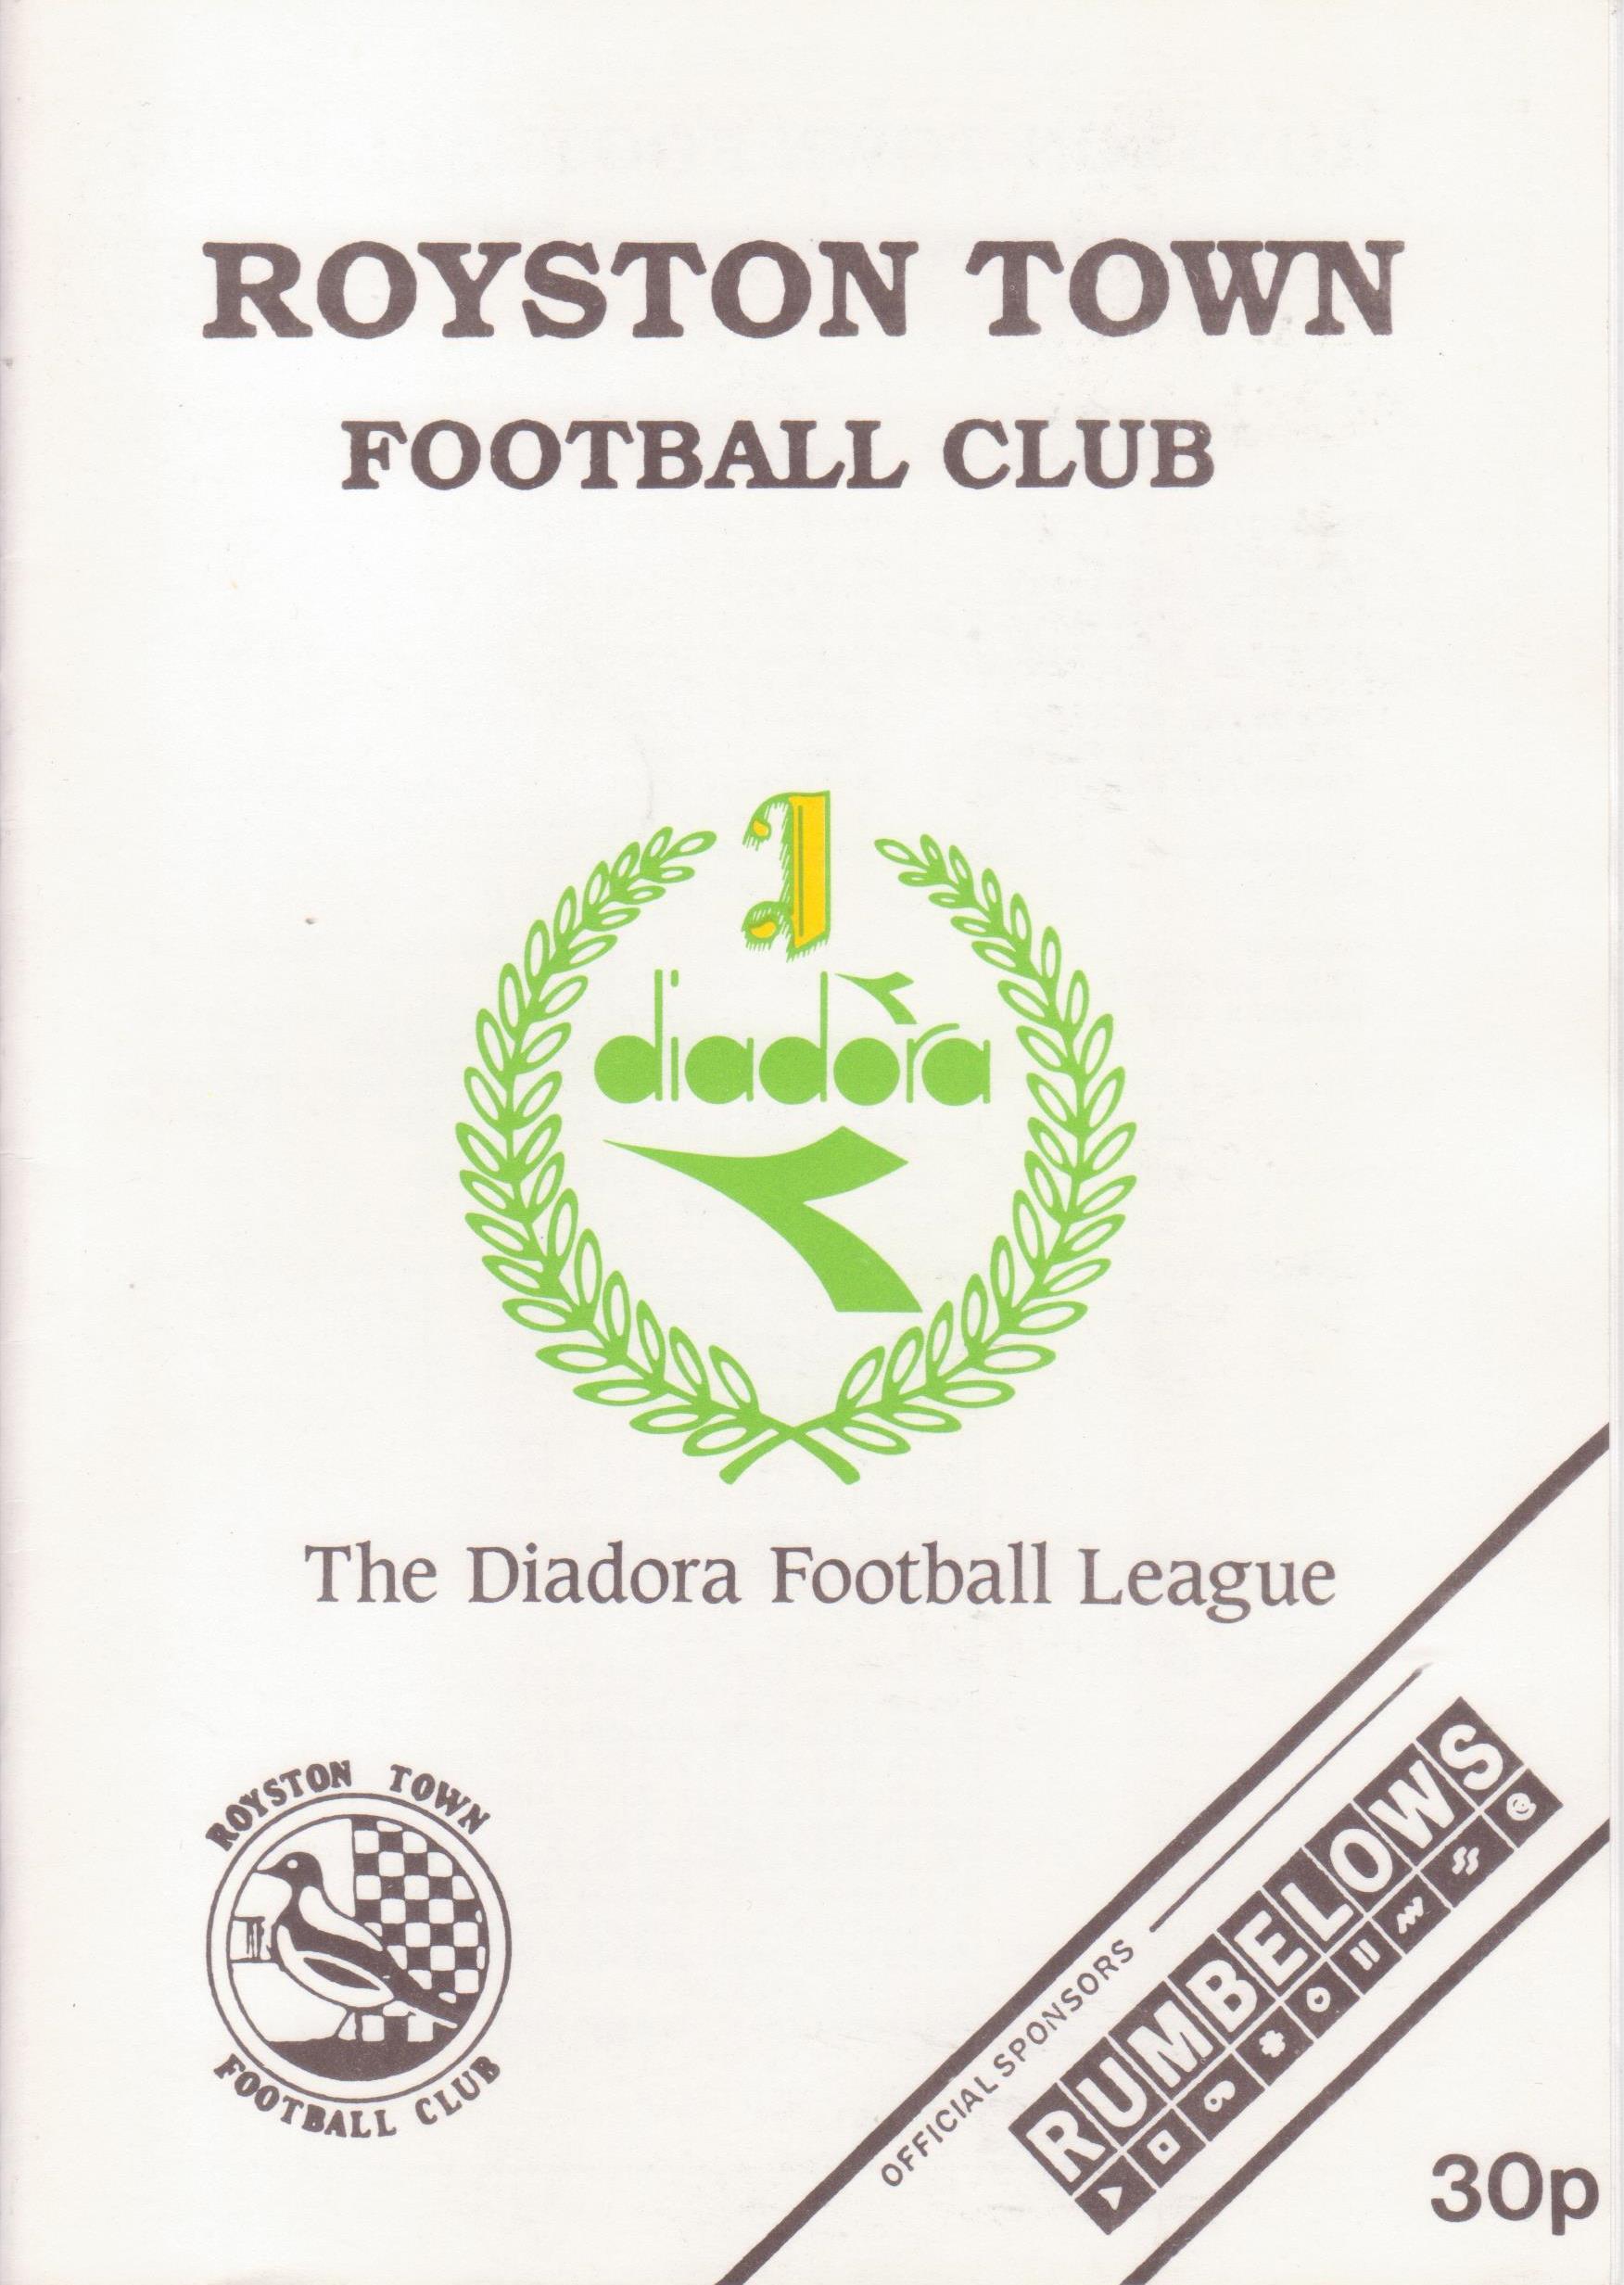 ROYSTON TOWN
FOOTBALL CLUB
diadora
The Diadora Football League
ROYSTON TOWN
FOOTBALL CLUB
OFFICIAL SPONSORS
RUMBELOWS
30p